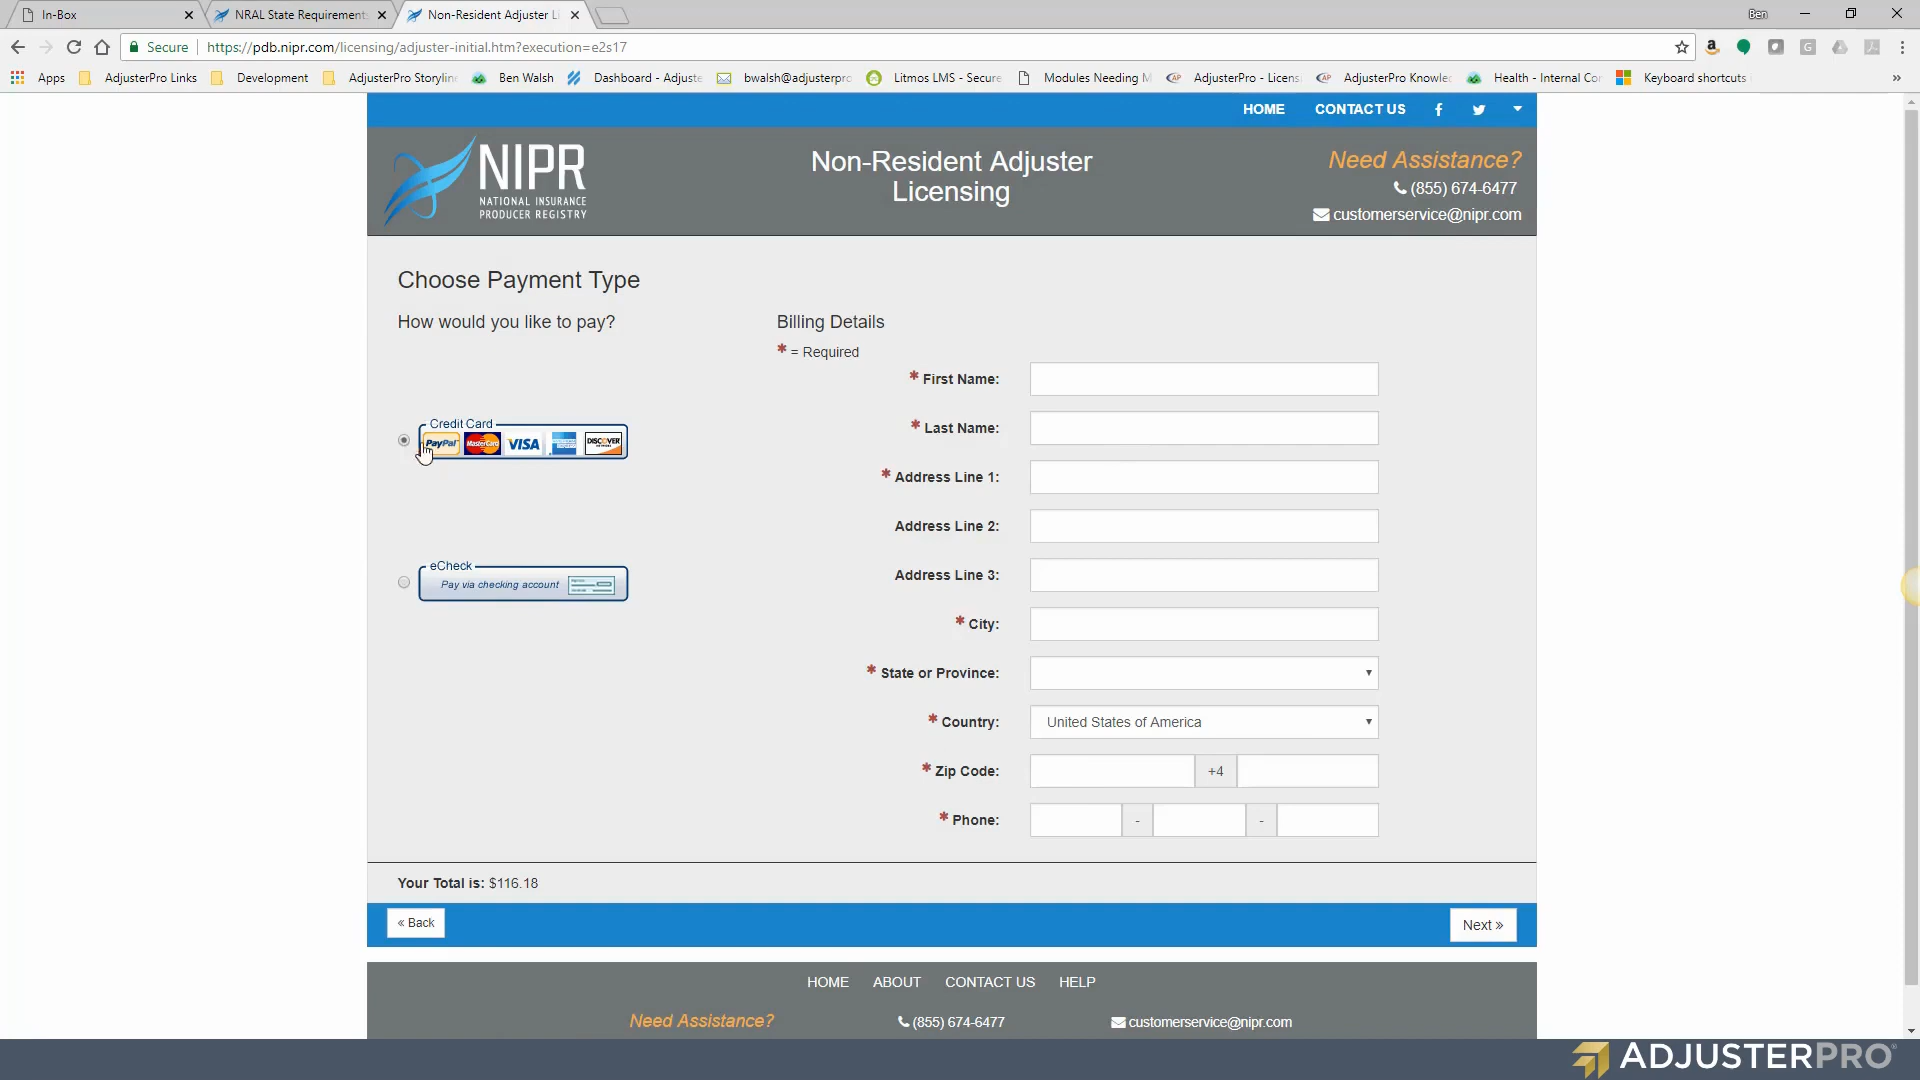 In-Box
NRAL State Requirements
Non-Resident Adjuster Li
Ben
Secure
https://pdb.nipr.com/licensing/adjuster-initial.htm?execution=e2s17
Apps
AdjusterPro Links
Development
AdjusterPro Storylin
Ben Walsh
Dashboard - Adjuste
bwalsh@adjusterpro
Litmos LMS - Secure
Modules Needing M
AdjusterPro - Licens
AdjusterPro Knowle
Health - Internal Con
Keyboard shortcuts
»
HOME
CONTACT US
NIPR
NATIONAL INSURANCE
PRODUCER REGISTRY
Non-Resident Adjuster
Licensing
Need Assistance?
(855) 674-6477
customerservice@nipr.com
Choose Payment Type
How would you like to pay?
Billing Details
* = Required
* First Name:
Credit Card
PayPal MasterCard VISA DISCOVER
* Last Name:
* Address Line 1:
Address Line 2:
eCheck
Pay via checking account
Address Line 3:
* City:
* State or Province:
* Country:
United States of America
* Zip Code:
+4
* Phone:
- -
Your Total is: $116.18
« Back
Next »
HOME ABOUT CONTACT US HELP
Need Assistance?
(855) 674-6477
customerservice@nipr.com
ADJUSTERPRO®